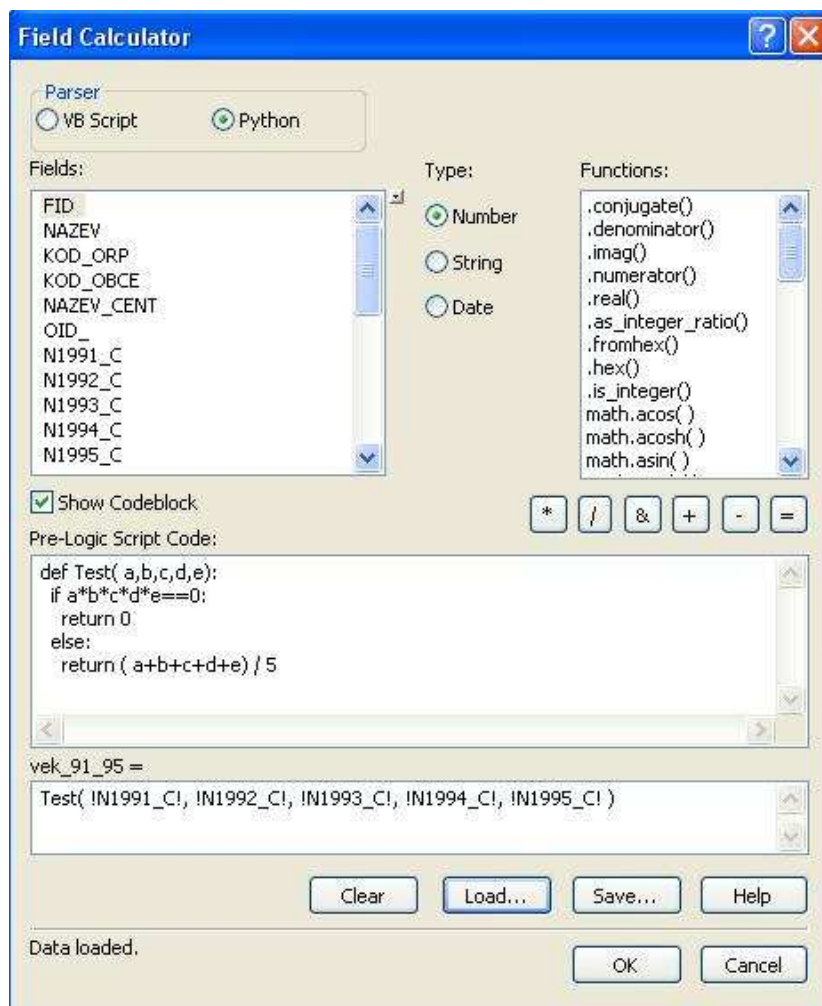 Field Calculator
Parser
VB Script
Python
Fields:
Type:
Functions:
FID
NAZEV
KOD_ORP
KOD_OBCE
NAZEV_CENT
OID_
N1991_C
N1992_C
N1993_C
N1994_C
N1995_C
Number
String
Date
.conjugate()
.denominator()
.imag()
.numerator()
.real()
.as_integer_ratio()
.fromhex()
.hex()
.is_integer()
math.acos( )
math.acosh( )
math.asin( )
Show Codeblock
* / & + - =
Pre-Logic Script Code:
def Test( a,b,c,d,e):
if a*b*c*d*e==0:
return 0
else:
return ( a+b+c+d+e) / 5
vek_91_95 =
Test( !N1991_C!, !N1992_C!, !N1993_C!, !N1994_C!, !N1995_C! )
Clear
Load...
Save...
Help
Data loaded.
OK
Cancel